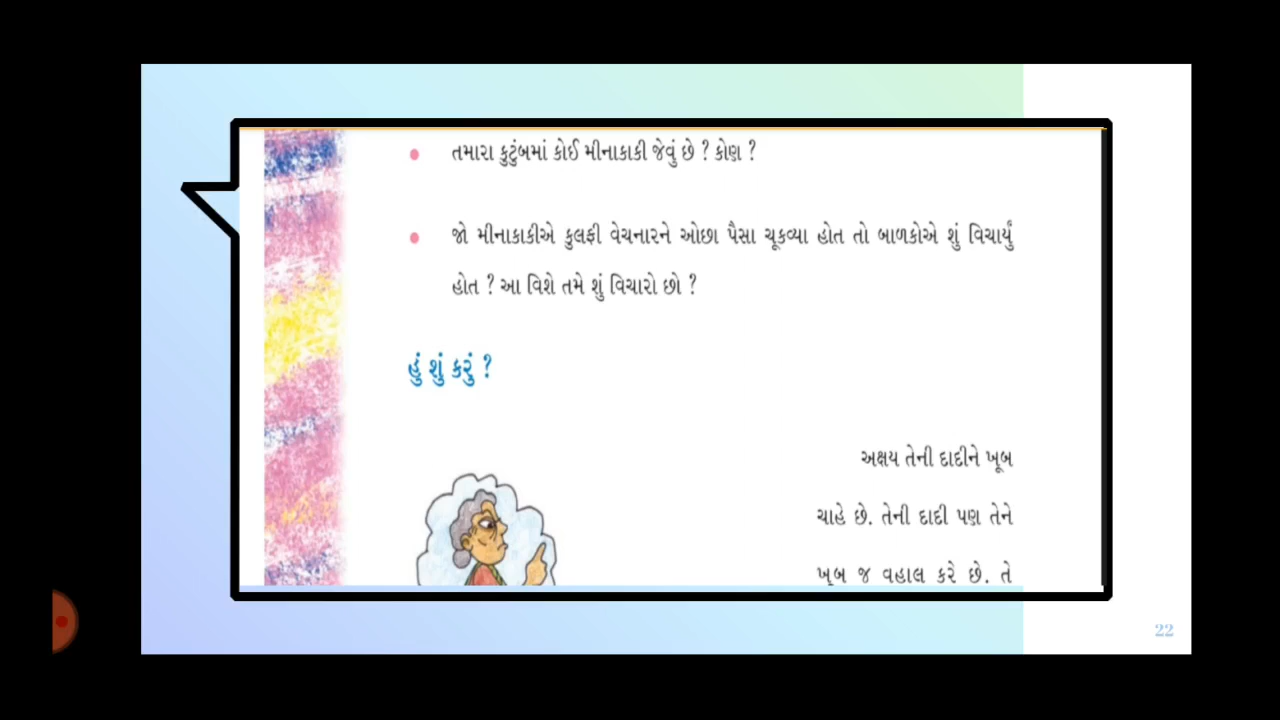 • તમારા કુટુંબમાં કોઈ મીનાકાકી જેવું છે ? કોણ ?
• જો મીનાકાકીએ કુલફી વેચનારને ઓછા પૈસા ચૂકવ્યા હોત તો બાળકોએ શું વિચાર્યું
હોત ? આ વિશે તમે શું વિચારો છો ?
હું શું કરું ?
અક્ષય તેની દાદીને ખૂબ
ચાહે છે. તેની દાદી પણ તેને
ખૂબ જ વહાલ કરે છે. તે
22